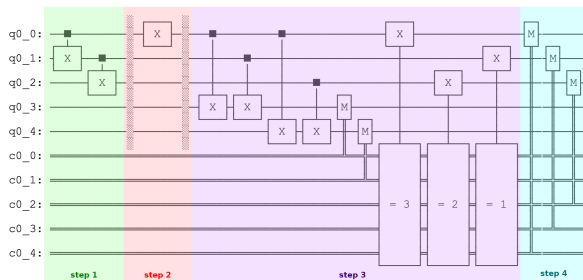 q0_0: X M
q0_1: X X M
q0_2: X X M
q0_3: X X M
q0_4: X X M
c0_0:
c0_1:
c0_2: = 3 = 2 = 1
c0_3:
c0_4:
step 1 step 2 step 3 step 4